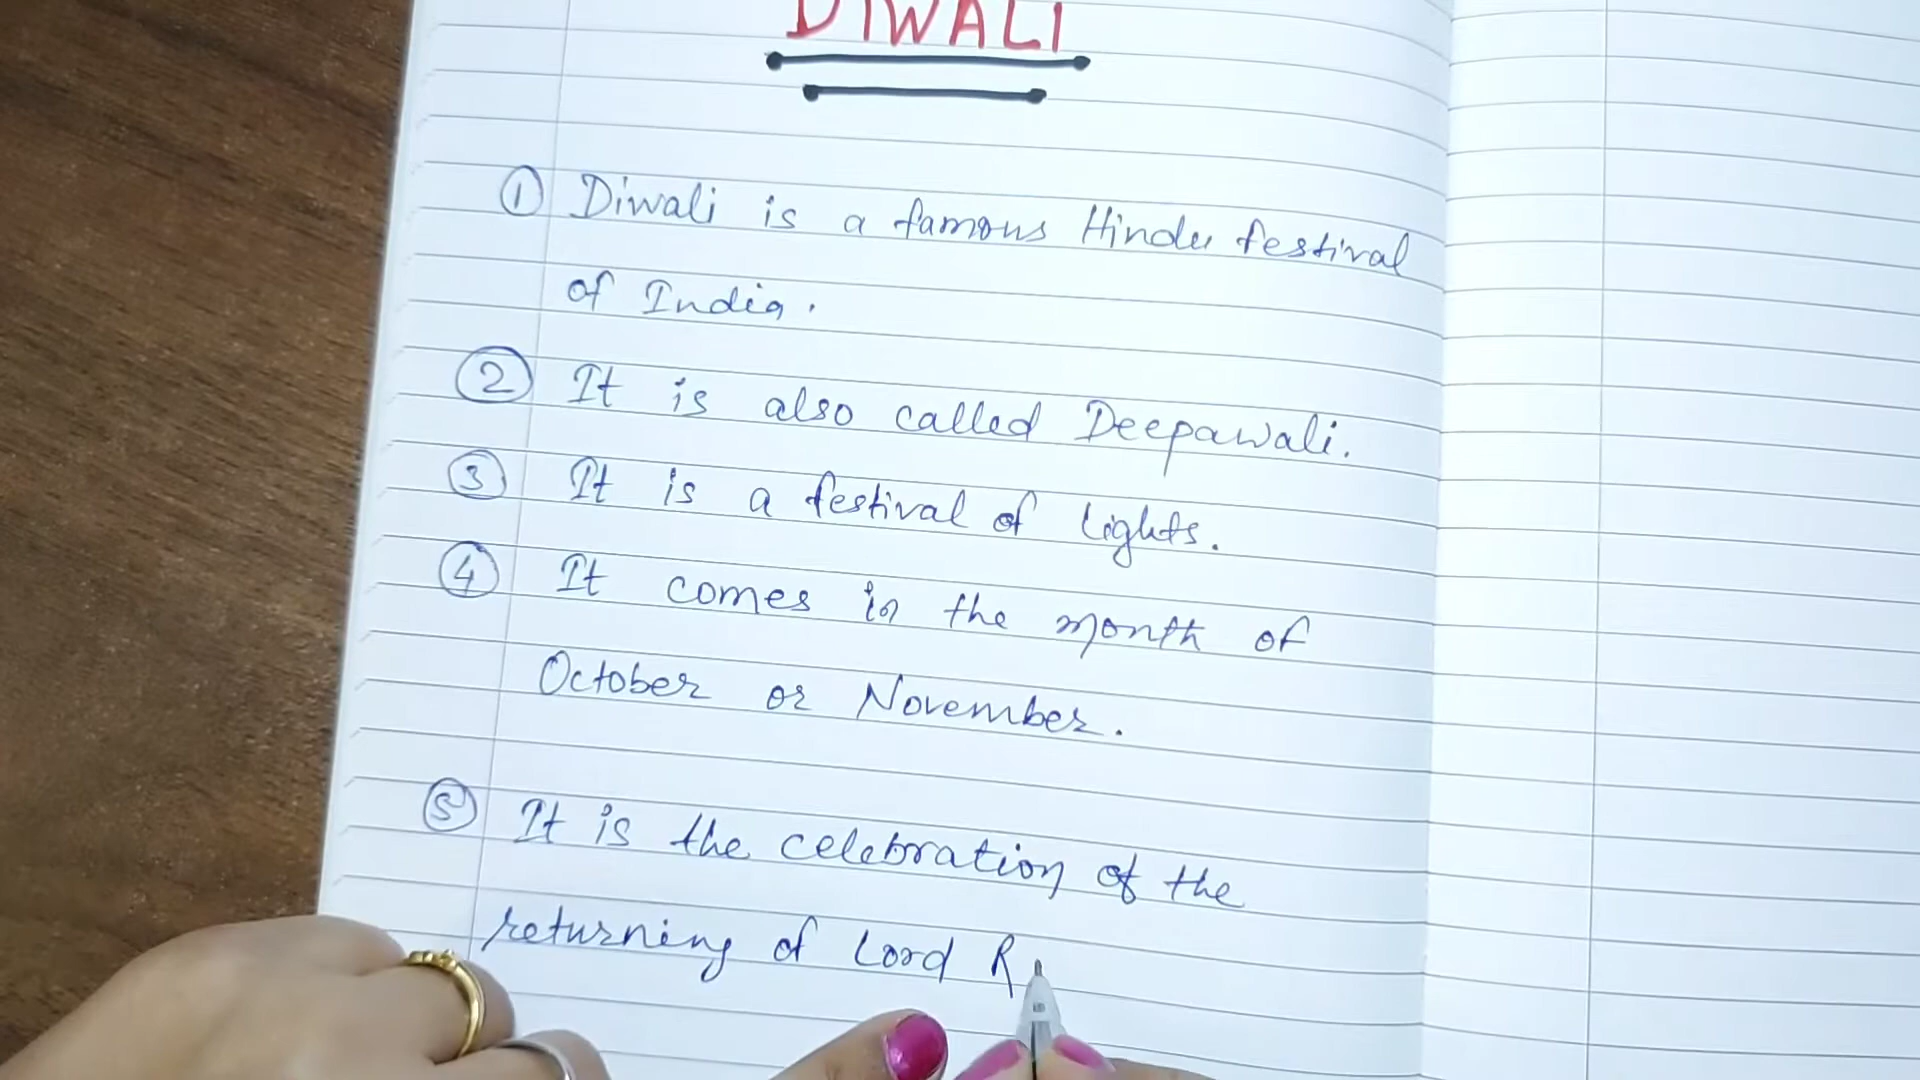 DIWALI
① Diwali is a famous Hindu festival
of India.
② It is also called Deepawali.
③ It is a festival of lights.
④ It comes in the month of
October or November.
⑤ It is the celebration of the
returning of Lord R